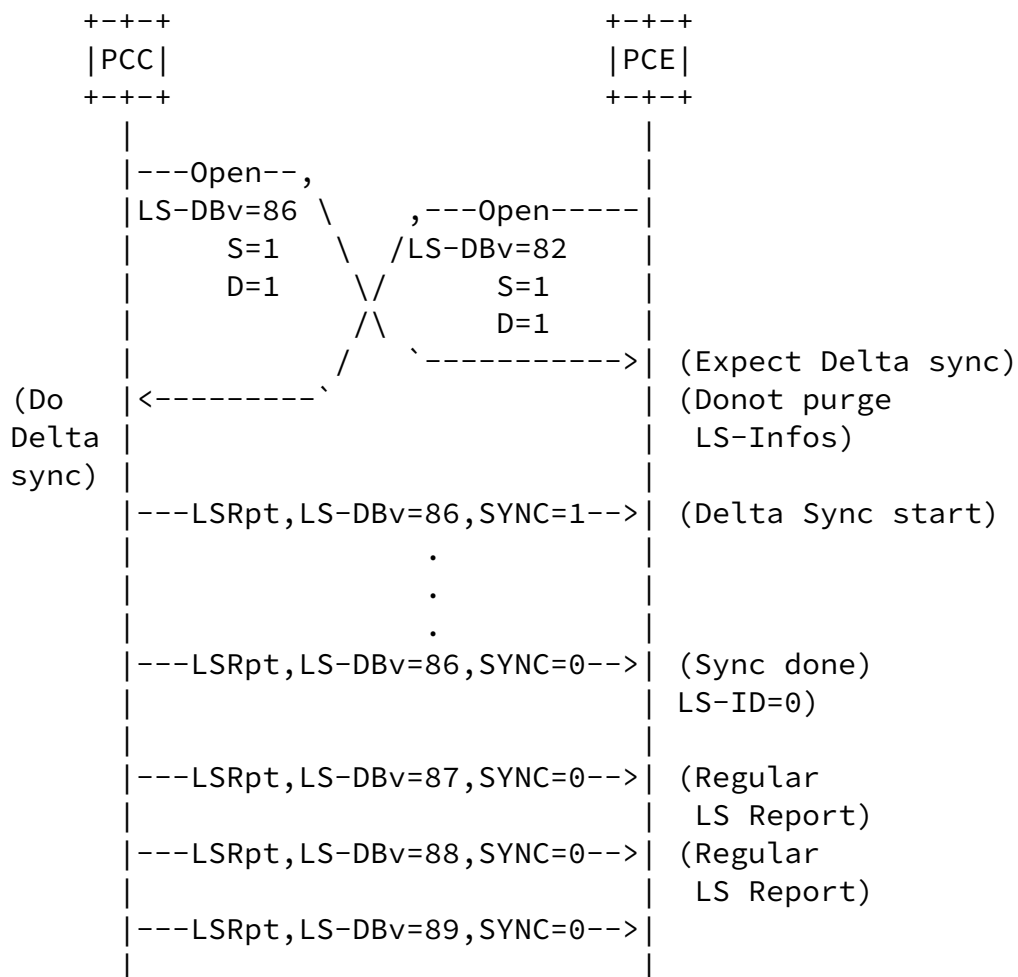 +-+-+                    +-+-+
|PCC|                    |PCE|
+-+-+                    +-+-+
  |                        |
  |---Open--,              |
  |LS-DBv=86 \    ,---Open-----|
  |    S=1    \  /LS-DBv=82    |
  |    D=1     \/     S=1      |
  |            /\     D=1      |
  |           /  `----------->| (Expect Delta sync)
(Do    |<---------`            | (Donot purge
Delta  |                       |  LS-Infos)
sync)  |                       |
  |---LSRpt,LS-DBv=86,SYNC=1-->| (Delta Sync start)
  |              .             |
  |              .             |
  |              .             |
  |---LSRpt,LS-DBv=86,SYNC=0-->| (Sync done)
  |                            | LS-ID=0)
  |                            |
  |---LSRpt,LS-DBv=87,SYNC=0-->| (Regular
  |                            |  LS Report)
  |---LSRpt,LS-DBv=88,SYNC=0-->| (Regular
  |                            |  LS Report)
  |---LSRpt,LS-DBv=89,SYNC=0-->|
  |                            |